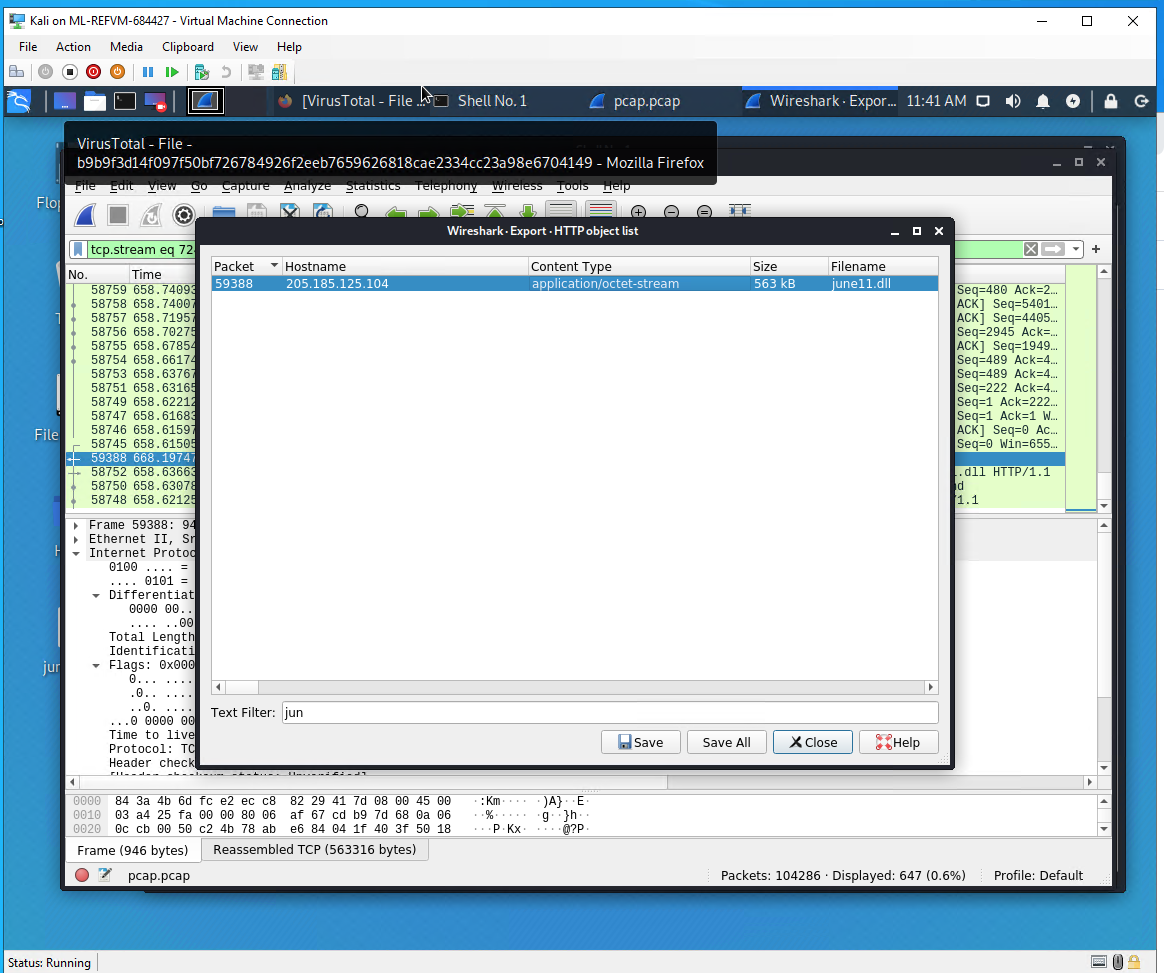 Kali on ML-REFVM-684427 - Virtual Machine Connection
File Action Media Clipboard View Help
[VirusTotal - File ... Shell No. 1 pcap.pcap Wireshark · Expor... 11:41 AM
VirusTotal - File -
b9b9f3d14f097f50bf726784926f2eeb7659626818cae2334cc23a98e6704149 - Mozilla Firefox
File Edit View Go Capture Analyze Statistics Telephony Wireless Tools Help
Flop
Wireshark · Export · HTTP object list
tcp.stream eq 72
No. Time
Packet Hostname Content Type Size Filename
59388 205.185.125.104 application/octet-stream 563 kB june11.dll
58759 658.74093 Seq=480 Ack=2…
58758 658.74007 ACK] Seq=5401…
58757 658.71957 ACK] Seq=4405…
58756 658.70275 Seq=2945 Ack=…
58755 658.67854 ACK] Seq=1949…
58754 658.66174 Seq=489 Ack=4…
58753 658.63767 Seq=489 Ack=4…
58751 658.63165 Seq=222 Ack=4…
58749 658.62212 Seq=1 Ack=222…
58747 658.61683 Seq=1 Ack=1 W…
58746 658.61597 ACK] Seq=0 Ac…
58745 658.61505 Seq=0 Win=655…
File
59388 668.19747
58752 658.63663 .dll HTTP/1.1
58750 658.63078
58748 658.62125 /1.1
Frame 59388: 94
Ethernet II, Sr
Internet Protoc
0100 .... =
.... 0101 =
Differentiat
0000 00..
.... ..00
Total Length
Identificati
Flags: 0x000
jun
0... ....
.0.. ....
..0. ....
...0 0000 00
Text Filter: jun
Time to live
Protocol: TC
Save Save All Close Help
Header check
[Header checksum status: Unverified]
0000 84 3a 4b 6d fc e2 ec c8 82 29 41 7d 08 00 45 00 ·:Km···· ·)A}··E·
0010 03 a4 25 fa 00 00 80 06 af 67 cd b9 7d 68 0a 06 ··%····· ·g··}h··
0020 0c cb 00 50 c2 4b 78 ab e6 84 04 1f 40 3f 50 18 ···P·Kx· ····@?P·
Frame (946 bytes) Reassembled TCP (563316 bytes)
pcap.pcap Packets: 104286 · Displayed: 647 (0.6%) Profile: Default
Status: Running